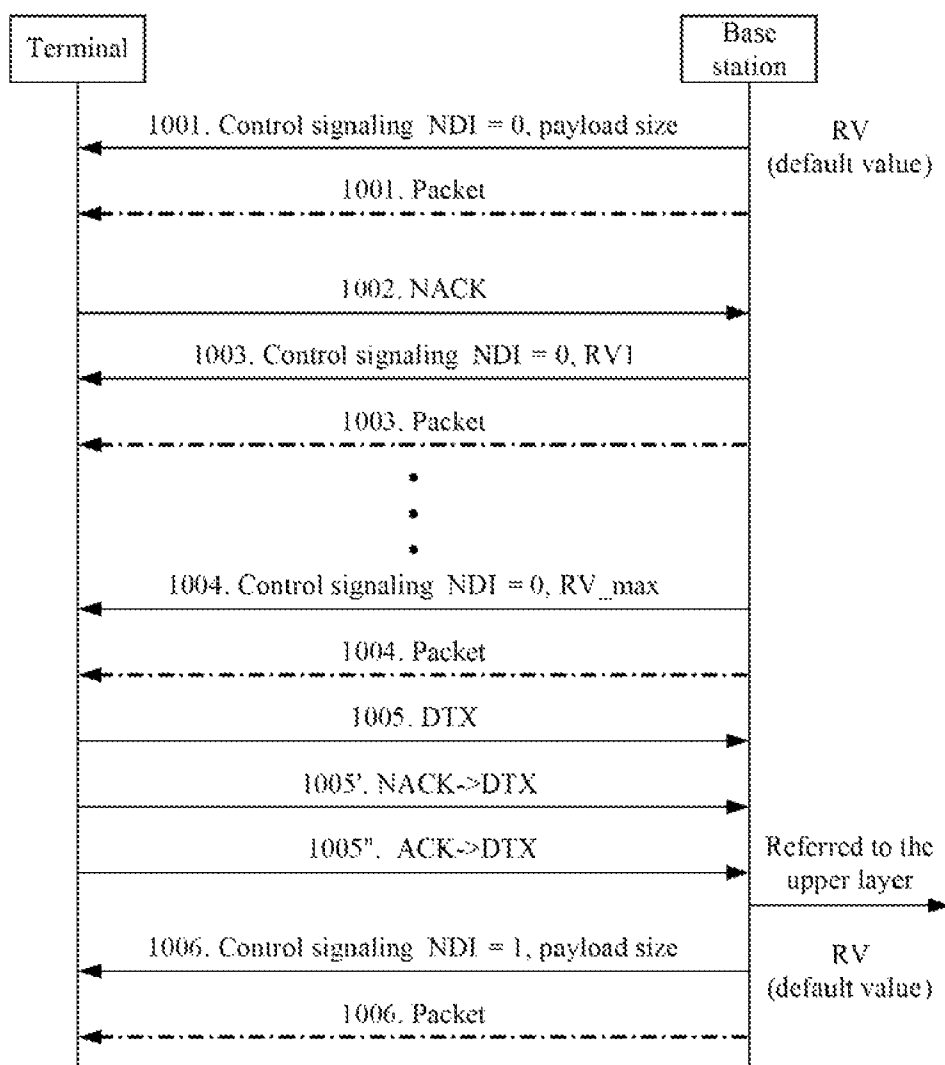 Terminal
Base
station
1001. Control signaling NDI = 0, payload size
RV
(default value)
1001. Packet
1002. NACK
1003. Control signaling NDI = 0, RV1
1003. Packet
1004. Control signaling NDI = 0, RV_max
1004. Packet
1005. DTX
1005'. NACK->DTX
1005". ACK->DTX
Referred to the
upper layer
1006. Control signaling NDI = 1, payload size
RV
(default value)
1006. Packet